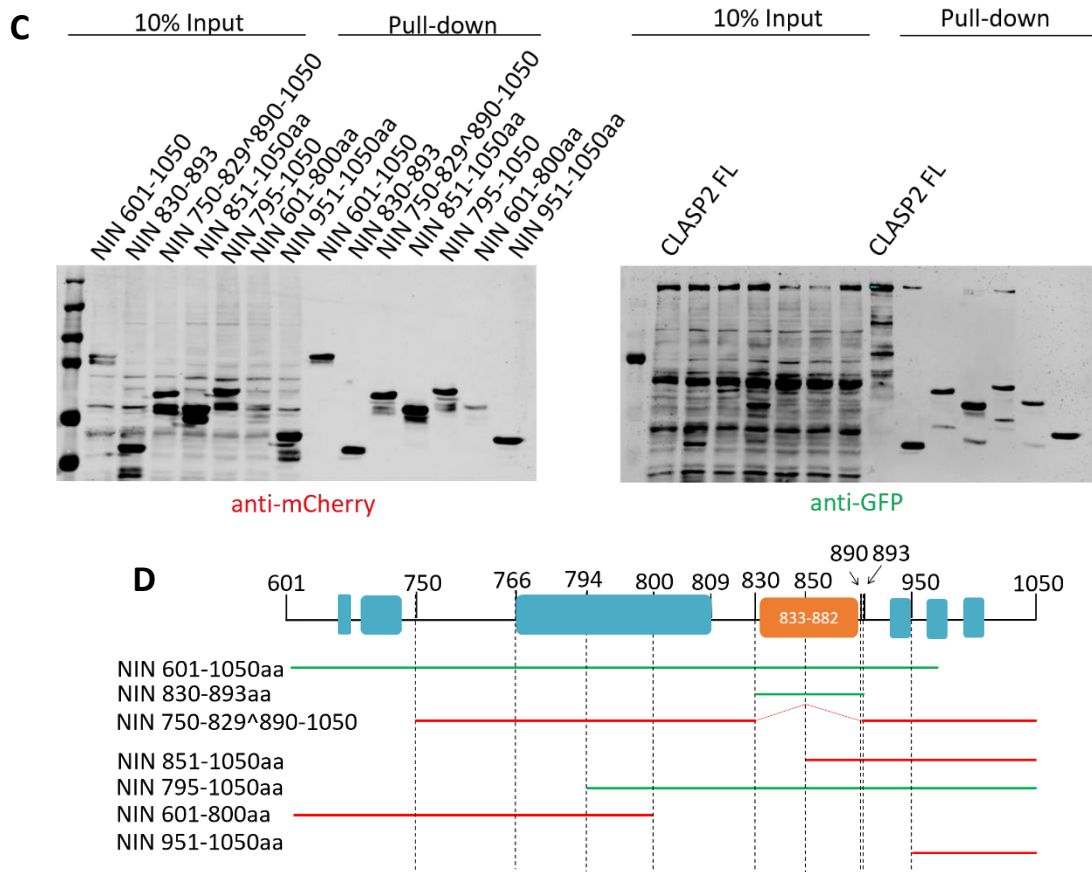 C
10% Input
Pull-down
10% Input
Pull-down
NIN 601-1050
NIN 830-893
NIN 750-829^890-1050
NIN 851-1050aa
NIN 795-1050
NIN 601-800aa
NIN 951-1050aa
NIN 601-1050
NIN 830-893
NIN 750-829^890-1050
NIN 851-1050aa
NIN 795-1050
NIN 601-800aa
NIN 951-1050aa
CLASP2 FL
CLASP2 FL
anti-mCherry
anti-GFP
D
601
750
766
794
800
809
830
850
890
893
950
1050
833-882
NIN 601-1050aa
NIN 830-893aa
NIN 750-829^890-1050
NIN 851-1050aa
NIN 795-1050aa
NIN 601-800aa
NIN 951-1050aa